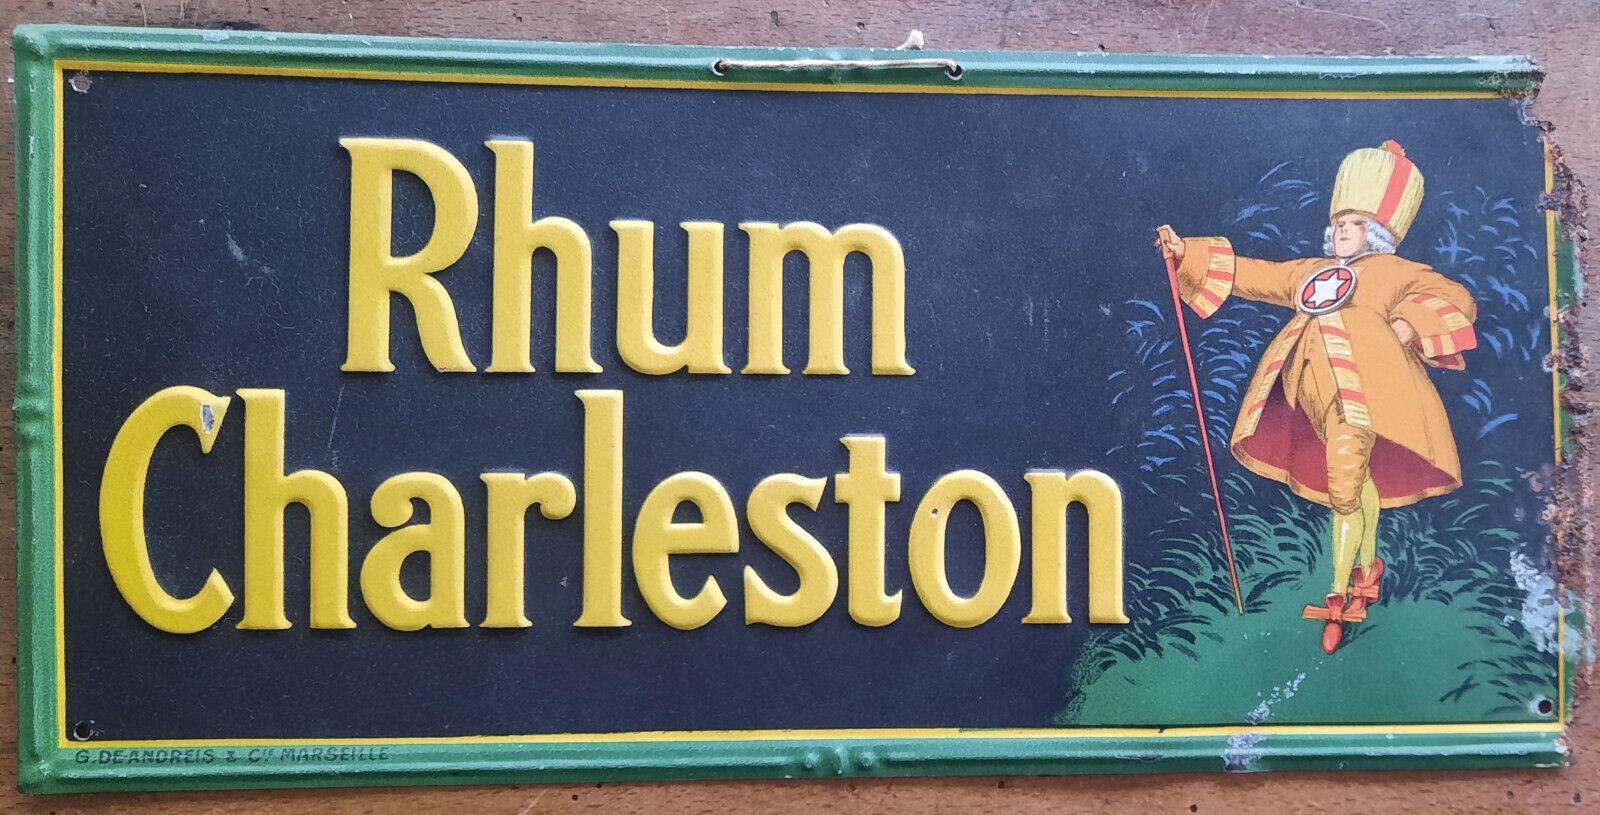 Rhum
Charleston
G. DE ANDREIS & Cie MARSEILLE